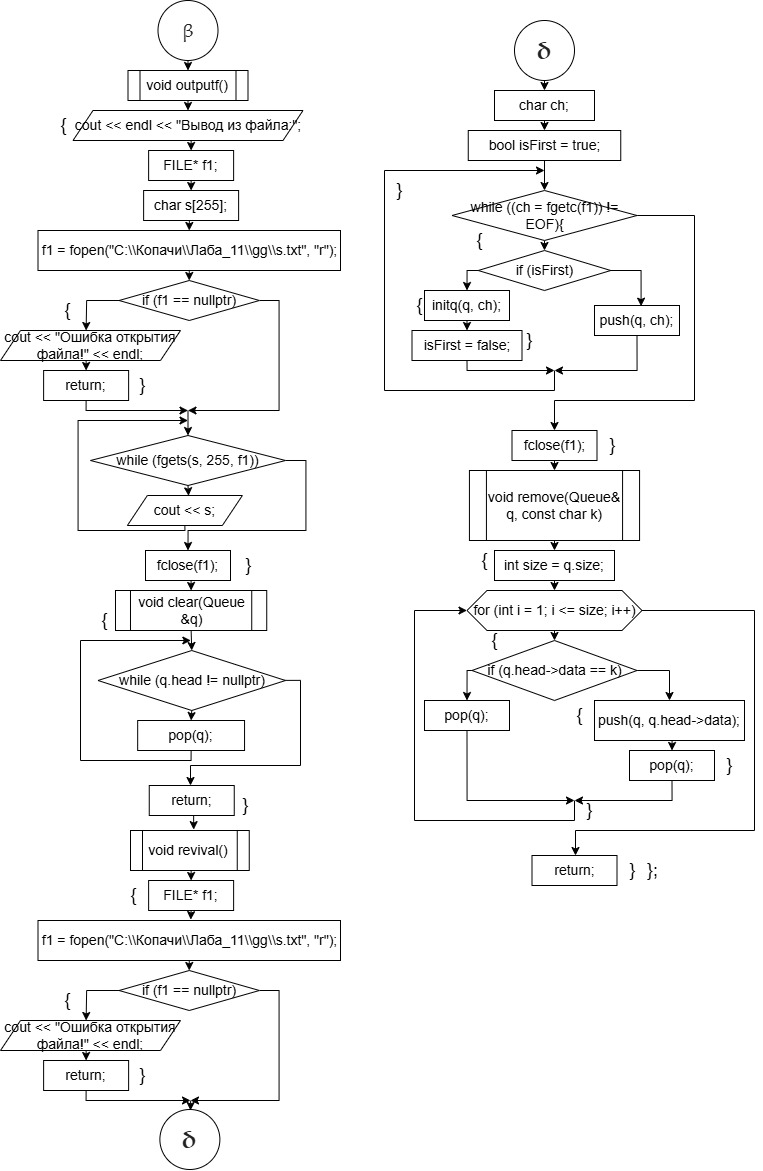 β
void outputf()
{
cout << endl << "Вывод из файла:";
FILE* f1;
char s[255];
f1 = fopen("C:\\Копачи\\Лаба_11\\gg\\s.txt", "r");
if (f1 == nullptr)
{
cout << "Ошибка открытия
файла!" << endl;
return;
}
while (fgets(s, 255, f1))
cout << s;
fclose(f1);
}
void clear(Queue
&q)
{
while (q.head != nullptr)
pop(q);
return;
}
void revival()
{
FILE* f1;
f1 = fopen("C:\\Копачи\\Лаба_11\\gg\\s.txt", "r");
if (f1 == nullptr)
{
cout << "Ошибка открытия
файла!" << endl;
return;
}
δ
δ
char ch;
bool isFirst = true;
}
while ((ch = fgetc(f1)) !=
EOF){
{
if (isFirst)
{
initq(q, ch);
push(q, ch);
isFirst = false;
}
fclose(f1);
}
void remove(Queue&
q, const char k)
{
int size = q.size;
for (int i = 1; i <= size; i++)
{
if (q.head->data == k)
pop(q);
{
push(q, q.head->data);
pop(q);
}
}
return;
} };